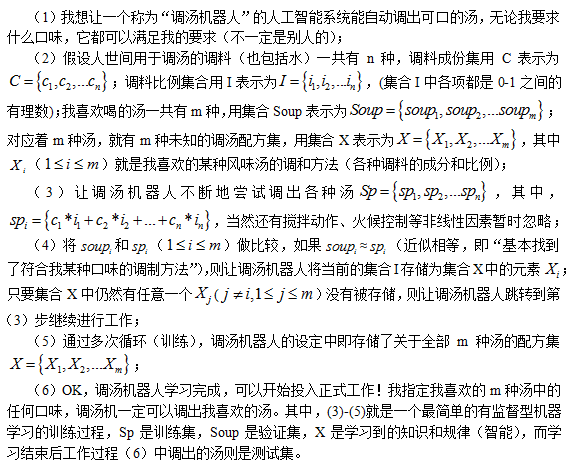 （1）我想让一个称为“调汤机器人”的人工智能系统能自动调出可口的汤，无论我要求
什么口味，它都可以满足我的要求（不一定是别人的）；
（2）假设人世间用于调汤的调料（也包括水）一共有 n 种，调料成份集用 C 表示为
C={c₁,c₂,...cₙ}；调料比例集合用 I 表示为 I={i₁,i₂,...iₙ}，(集合 I 中各项都是 0-1 之间的
有理数)；我喜欢喝的汤一共有 m 种，用集合 Soup 表示为 Soup={soup₁,soup₂,...soupₘ}；
对应着 m 种汤，就有 m 种未知的调汤配方集，用集合 X 表示为 X={X₁,X₂,...Xₘ}，其中
Xᵢ（1≤i≤m）就是我喜欢的某种风味汤的调和方法（各种调料的成分和比例）；
（3）让调汤机器人不断地尝试调出各种汤 Sp={sp₁,sp₂,...spₙ}，其中，
spᵢ={c₁*i₁+c₂*i₂+...+cₙ*iₙ}，当然还有搅拌动作、火候控制等非线性因素暂时忽略；
（4）将 soupᵢ 和 spᵢ（1≤i≤m）做比较，如果 soupᵢ≈spᵢ（近似相等，即“基本找到
了符合我某种口味的调制方法”），则让调汤机器人将当前的集合 I 存储为集合 X 中的元素 Xᵢ；
只要集合 X 中仍然有任意一个 Xⱼ（j≠i,1≤j≤m）没有被存储，则让调汤机器人跳转到第
（3）步继续进行工作；
（5）通过多次循环（训练），调汤机器人的设定中即存储了关于全部 m 种汤的配方集
X={X₁,X₂,...Xₘ}；
（6）OK，调汤机器人学习完成，可以开始投入正式工作！我指定我喜欢的 m 种汤中的
任何口味，调汤机一定可以调出我喜欢的汤。其中，(3)-(5)就是一个最简单的有监督型机器
学习的训练过程，Sp 是训练集，Soup 是验证集，X 是学习到的知识和规律（智能），而学
习结束后工作过程（6）中调出的汤则是测试集。